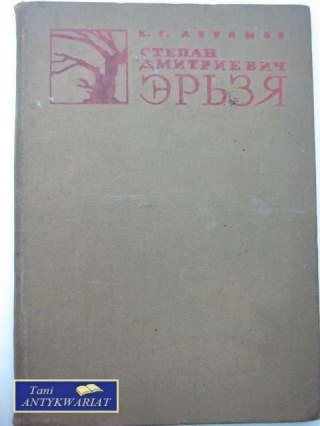 К. Г. АБРАМОВ
СТЕПАН
ДМИТРИЕВИЧ
ЭРЬЗЯ
Tani
ANTYKWARIAT